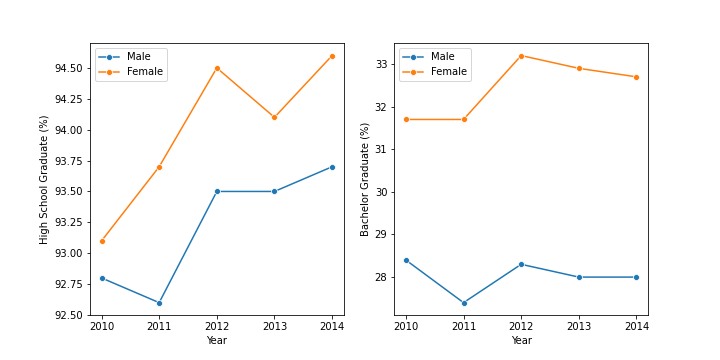 Male
Female
High School Graduate (%)
94.50
94.25
94.00
93.75
93.50
93.25
93.00
92.75
92.50
2010 2011 2012 2013 2014
Year
Male
Female
Bachelor Graduate (%)
33
32
31
30
29
28
2010 2011 2012 2013 2014
Year